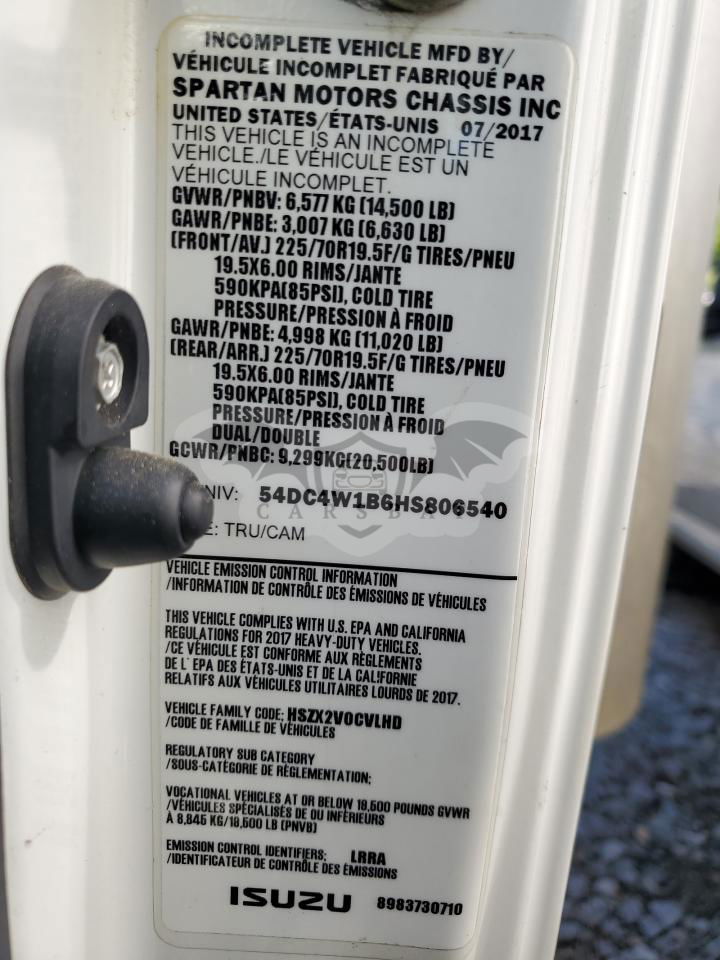 INCOMPLETE VEHICLE MFD BY/
VÉHICULE INCOMPLET FABRIQUÉ PAR
SPARTAN MOTORS CHASSIS INC
UNITED STATES/ÉTATS-UNIS 07/2017
THIS VEHICLE IS AN INCOMPLETE
VEHICLE./LE VÉHICULE EST UN
VÉHICULE INCOMPLET.
GVWR/PNBV: 6,577 KG (14,500 LB)
GAWR/PNBE: 3,007 KG (6,630 LB)
(FRONT/AV.) 225/70R19.5F/G TIRES/PNEU
19.5X6.00 RIMS/JANTE
590KPA(85PSI), COLD TIRE
PRESSURE/PRESSION À FROID
GAWR/PNBE: 4,998 KG (11,020 LB)
(REAR/ARR.) 225/70R19.5F/G TIRES/PNEU
19.5X6.00 RIMS/JANTE
590KPA(85PSI), COLD TIRE
PRESSURE/PRESSION À FROID
DUAL/DOUBLE
GCWR/PNBC: 9,299KG(20,500LB)
NIV: 54DC4W1B6HS806540
CARSBAT
E: TRU/CAM
VEHICLE EMISSION CONTROL INFORMATION
/INFORMATION DE CONTRÔLE DES ÉMISSIONS DE VÉHICULES
THIS VEHICLE COMPLIES WITH U.S. EPA AND CALIFORNIA
REGULATIONS FOR 2017 HEAVY-DUTY VEHICLES.
/CE VÉHICULE EST CONFORME AUX RÈGLEMENTS
DE L'EPA DES ÉTATS-UNIS ET DE LA CALIFORNIE
RELATIFS AUX VÉHICULES UTILITAIRES LOURDS DE 2017.
VEHICLE FAMILY CODE: HSZX2VOCVLHD
/CODE DE FAMILLE DE VÉHICULES
REGULATORY SUB CATEGORY
/SOUS-CATÉGORIE DE RÈGLEMENTATION:
VOCATIONAL VEHICLES AT OR BELOW 19,500 POUNDS GVWR
/VÉHICULES SPÉCIALISÉS DE OU INFÉRIEURS
À 8,845 KG/19,500 LB (PNVB)
EMISSION CONTROL IDENTIFIERS: LRRA
/IDENTIFICATEUR DE CONTRÔLE DES ÉMISSIONS
ISUZU 8983730710